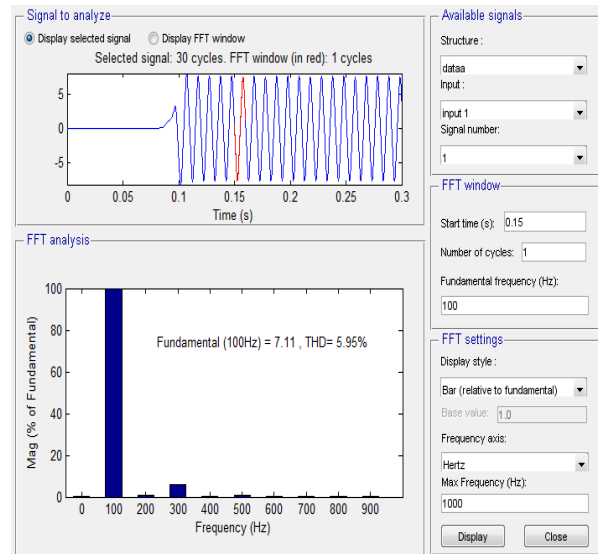 Signal to analyze
Display selected signal Display FFT window
Selected signal: 30 cycles. FFT window (in red): 1 cycles
5
0
-5
0 0.05 0.1 0.15 0.2 0.25 0.3
Time (s)
FFT analysis
Fundamental (100Hz) = 7.11 , THD= 5.95%
Mag (% of Fundamental)
100
80
60
40
20
0
0 100 200 300 400 500 600 700 800 900
Frequency (Hz)
Available signals
Structure :
dataa
Input :
input 1
Signal number:
1
FFT window
Start time (s): 0.15
Number of cycles: 1
Fundamental frequency (Hz):
100
FFT settings
Display style :
Bar (relative to fundamental)
Base value: 1.0
Frequency axis:
Hertz
Max Frequency (Hz):
1000
Display Close